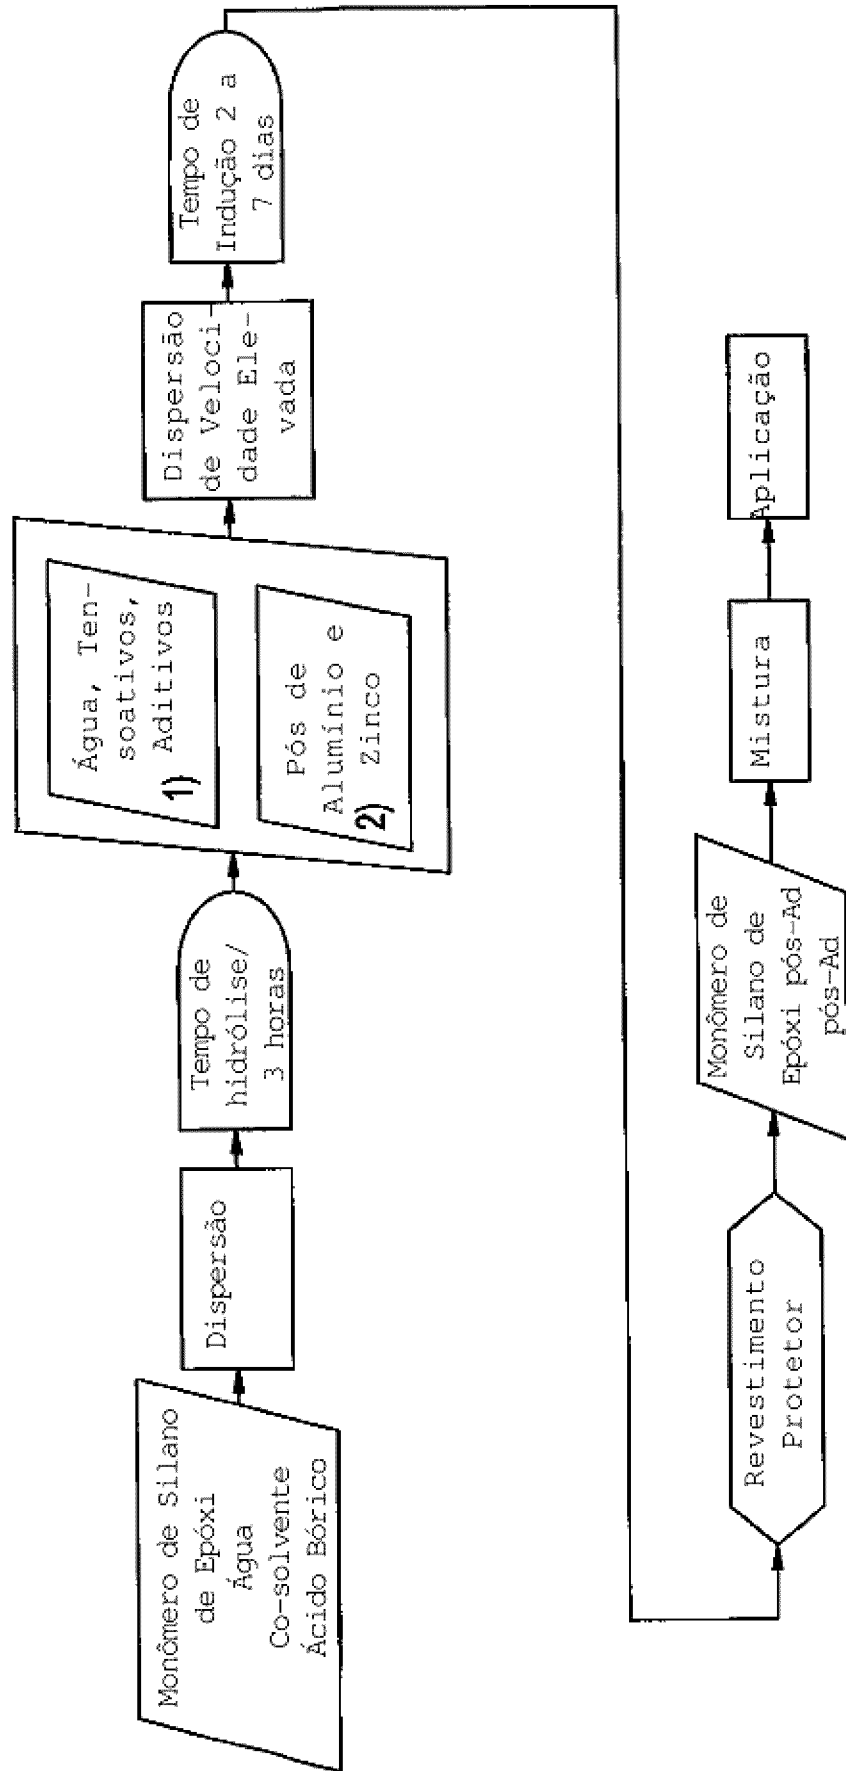 Monômero de Silano
de Epóxi
Água
Co-solvente
Ácido Bórico
Dispersão
Tempo de
hidrólise/
3 horas
Água, Ten-
soativos,
Aditivos
1)
Pós de
Alumínio e
Zinco
2)
Dispersão
de Veloci-
dade Ele-
vada
Tempo de
Indução 2 a
7 dias
Revestimento
Protetor
Monômero de
Silano de
Epóxi pós-Ad
pós-Ad
Mistura
Aplicação